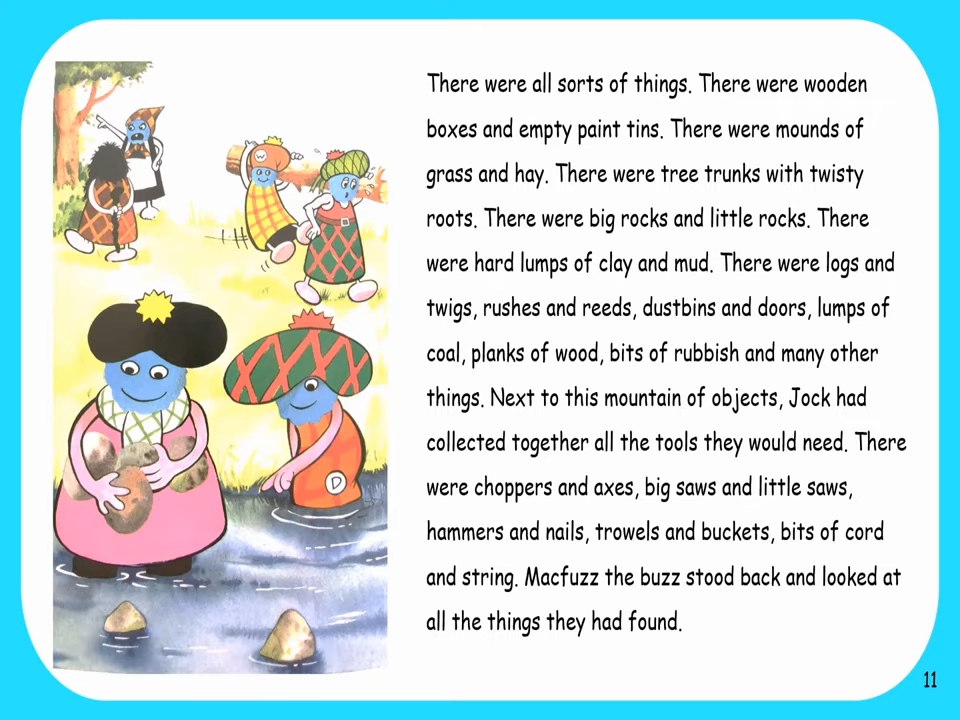 There were all sorts of things. There were wooden
boxes and empty paint tins. There were mounds of
grass and hay. There were tree trunks with twisty
roots. There were big rocks and little rocks. There
were hard lumps of clay and mud. There were logs and
twigs, rushes and reeds, dustbins and doors, lumps of
coal, planks of wood, bits of rubbish and many other
things. Next to this mountain of objects, Jock had
collected together all the tools they would need. There
were choppers and axes, big saws and little saws,
hammers and nails, trowels and buckets, bits of cord
and string. Macfuzz the buzz stood back and looked at
all the things they had found.
W
D
11